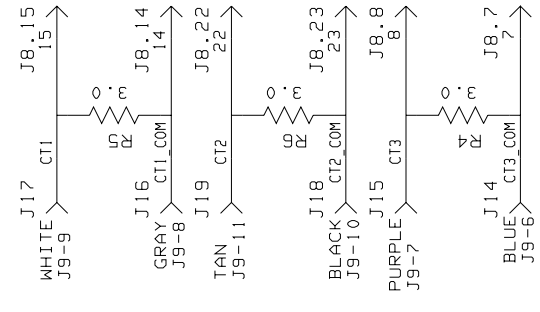 J8.15
15
J8.14
14
J8.22
22
J8.23
23
J8.8
8
J8.7
7
3.0
3.0
3.0
R5
R6
R4
CT1
CT1_COM
CT2
CT2_COM
CT3
CT3_COM
J17
J16
J19
J18
J15
J14
WHITE
J9-9
GRAY
J9-8
TAN
J9-11
BLACK
J9-10
PURPLE
J9-7
BLUE
J9-6